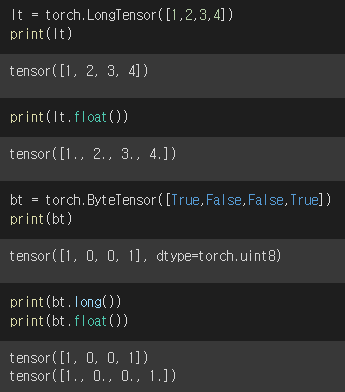 lt = torch.LongTensor([1,2,3,4])
print(lt)
tensor([1, 2, 3, 4])
print(lt.float())
tensor([1., 2., 3., 4.])
bt = torch.ByteTensor([True,False,False,True])
print(bt)
tensor([1, 0, 0, 1], dtype=torch.uint8)
print(bt.long())
print(bt.float())
tensor([1, 0, 0, 1])
tensor([1., 0., 0., 1.])